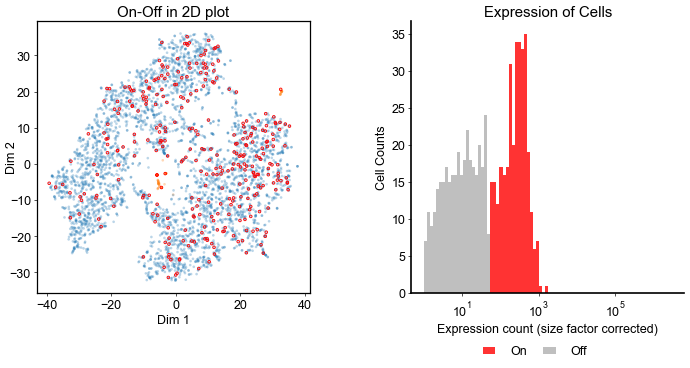 On-Off in 2D plot
Dim 2
30
20
10
0
−10
−20
−30
−40
−20
0
20
40
Dim 1
Expression of Cells
Cell Counts
35
30
25
20
15
10
5
0
10^1
10^3
10^5
Expression count (size factor corrected)
On
Off